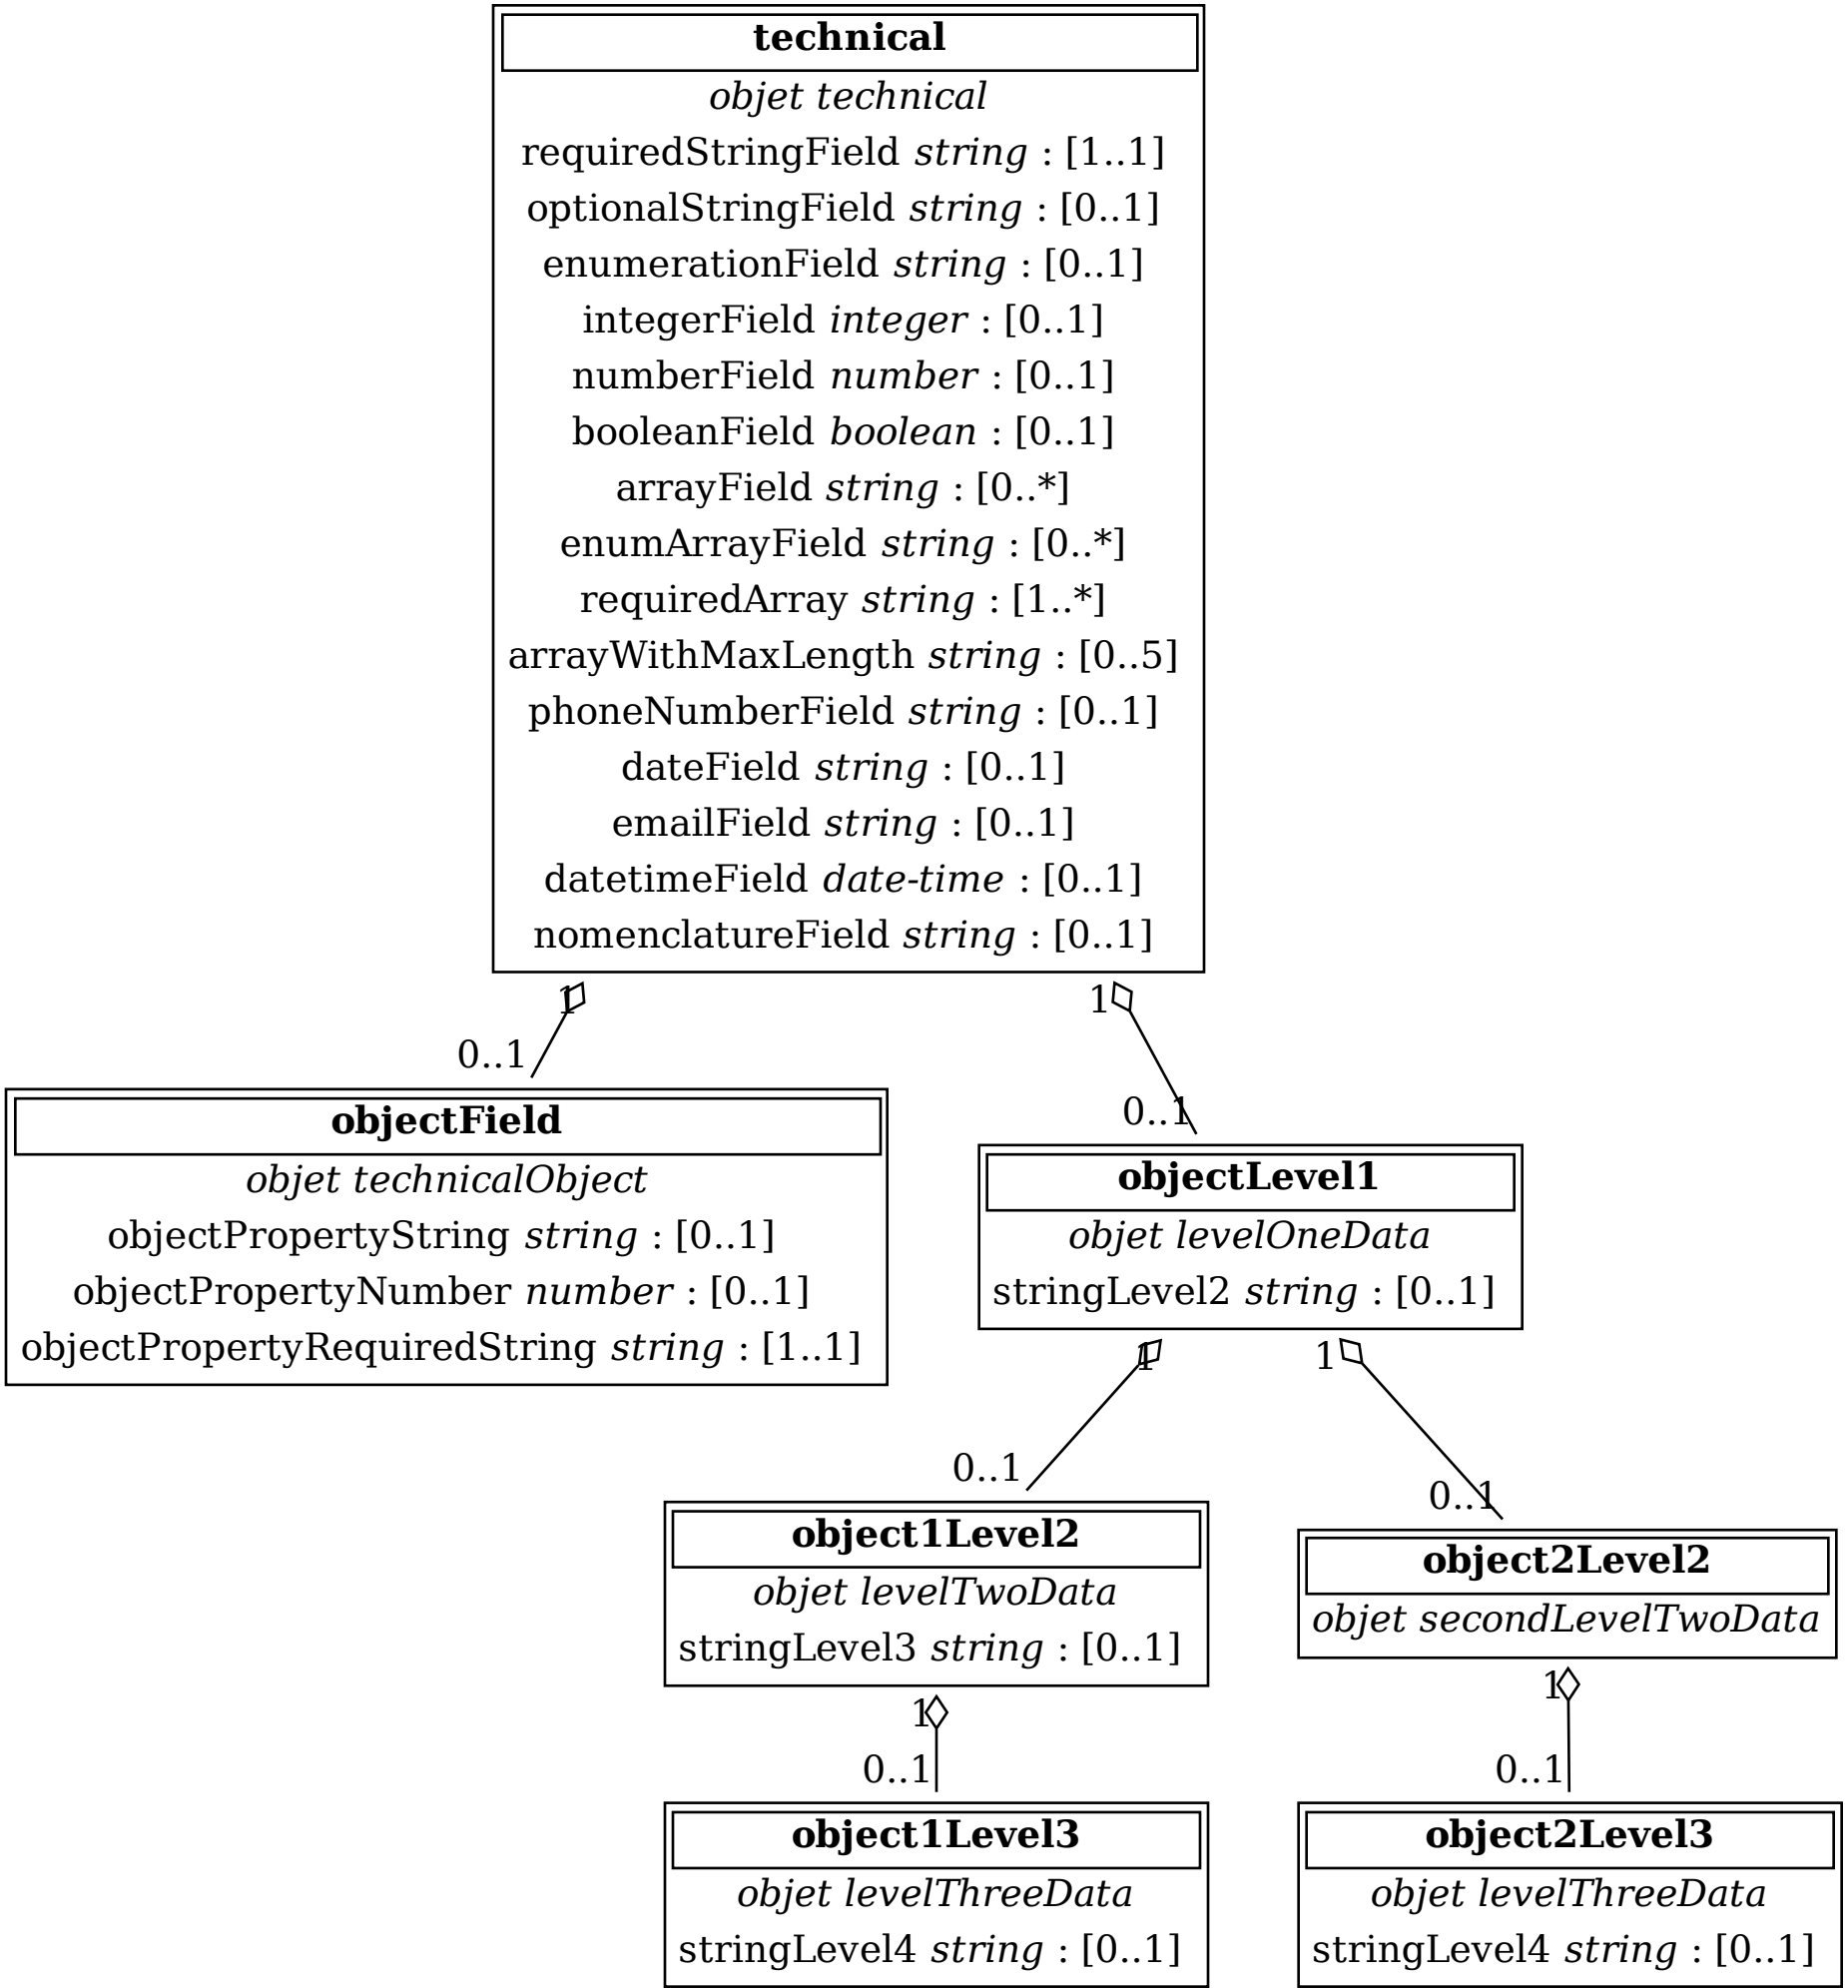 technical
objet technical
requiredStringField string : [1..1]
optionalStringField string : [0..1]
enumerationField string : [0..1]
integerField integer : [0..1]
numberField number : [0..1]
booleanField boolean : [0..1]
arrayField string : [0..*]
enumArrayField string : [0..*]
requiredArray string : [1..*]
arrayWithMaxLength string : [0..5]
phoneNumberField string : [0..1]
dateField string : [0..1]
emailField string : [0..1]
datetimeField date-time : [0..1]
nomenclatureField string : [0..1]
1
1
0..1
0..1
objectField
objet technicalObject
objectPropertyString string : [0..1]
objectPropertyNumber number : [0..1]
objectPropertyRequiredString string : [1..1]
objectLevel1
objet levelOneData
stringLevel2 string : [0..1]
1
1
0..1
0..1
object1Level2
objet levelTwoData
stringLevel3 string : [0..1]
object2Level2
objet secondLevelTwoData
1
0..1
1
0..1
object1Level3
objet levelThreeData
stringLevel4 string : [0..1]
object2Level3
objet levelThreeData
stringLevel4 string : [0..1]